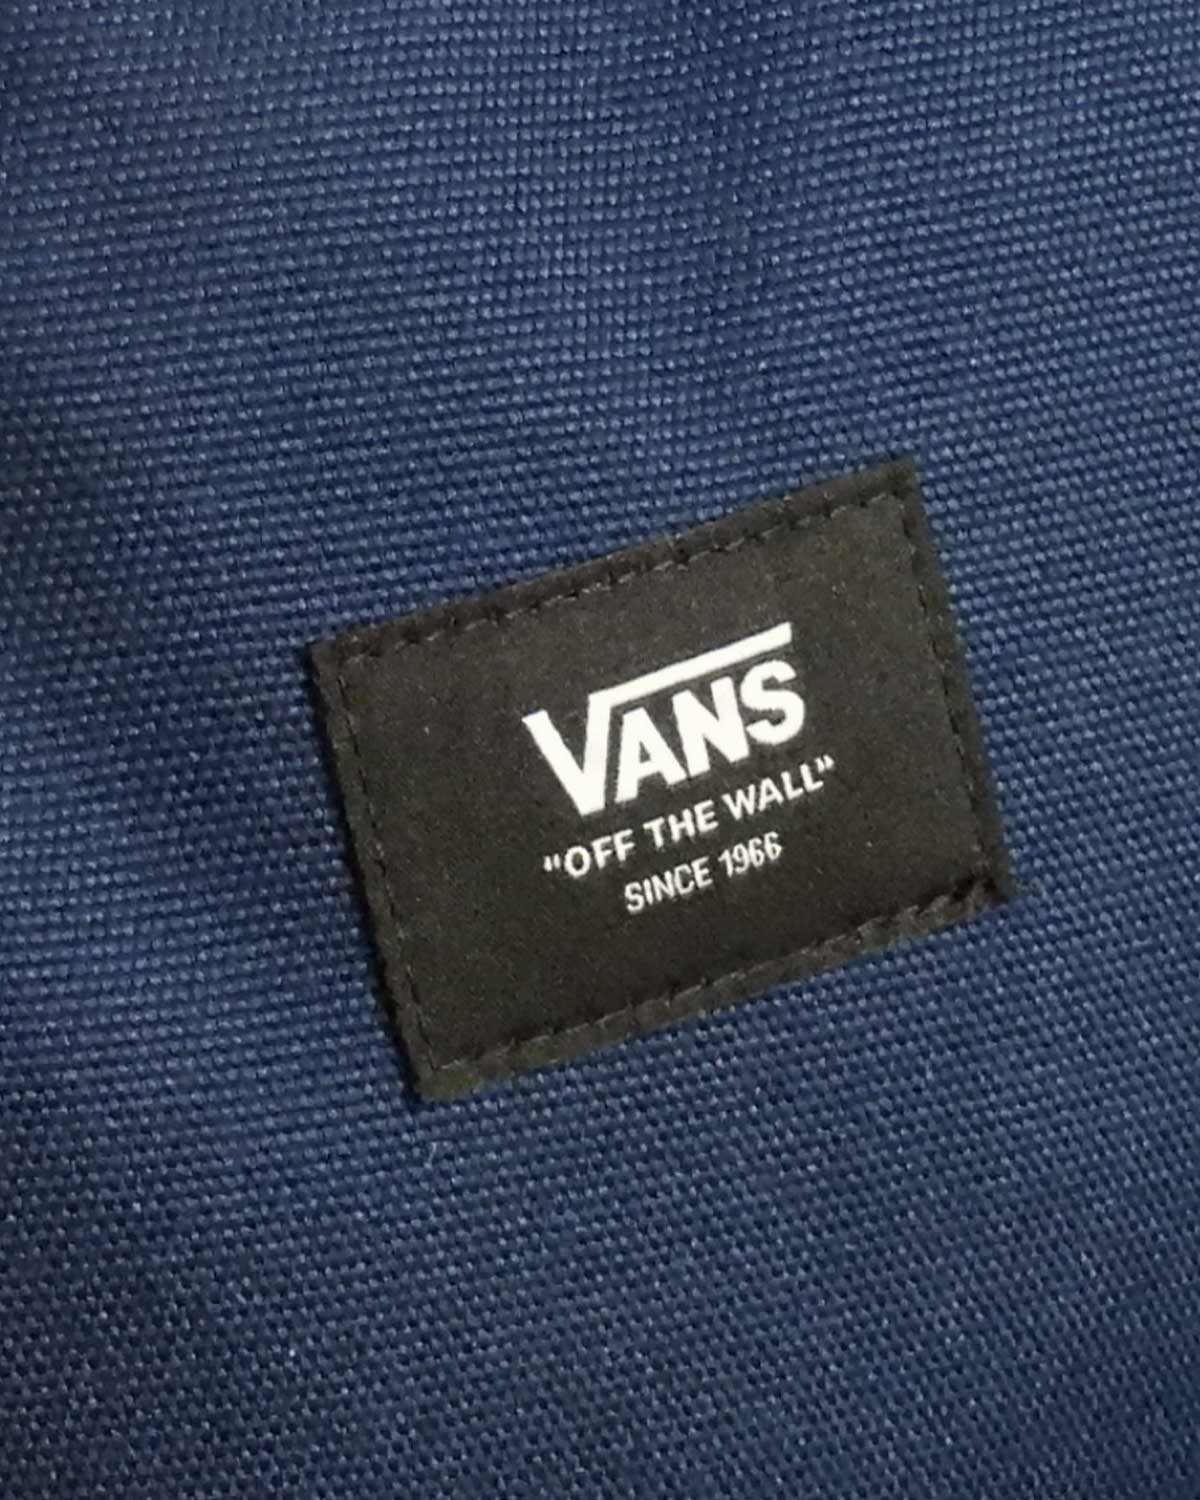 VANS
"OFF THE WALL"
SINCE 1966